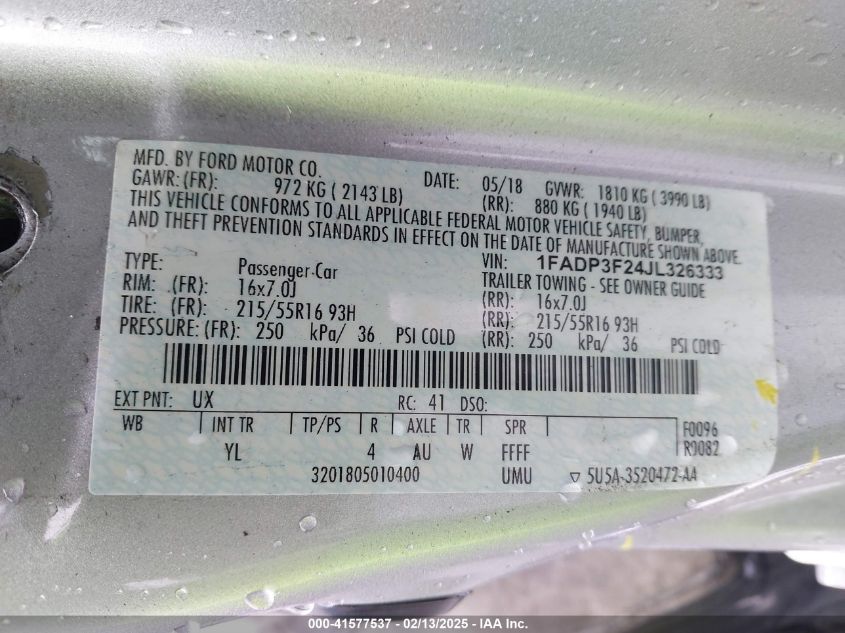 MFD. BY FORD MOTOR CO. DATE: 05/18 GVWR: 1810 KG ( 3990 LB)
GAWR: (FR): 972 KG ( 2143 LB) (RR): 880 KG ( 1940 LB)
THIS VEHICLE CONFORMS TO ALL APPLICABLE FEDERAL MOTOR VEHICLE SAFETY, BUMPER,
AND THEFT PREVENTION STANDARDS IN EFFECT ON THE DATE OF MANUFACTURE SHOWN ABOVE.
VIN: 1FADP3F24JL326333
TYPE: Passenger Car TRAILER TOWING - SEE OWNER GUIDE
RIM: (FR): 16x7.0J (RR): 16x7.0J
TIRE: (FR): 215/55R16 93H (RR): 215/55R16 93H
PRESSURE: (FR): 250 kPa/ 36 PSI COLD (RR): 250 kPa/ 36 PSI COLD
EXT PNT: UX RC: 41 DSO:
WB INT TR TP/PS R AXLE TR SPR F0096
YL 4 AU W FFFF R0082
3201805010400 UMU ▽ 5U5A-3520472-AA
000-41577537 - 02/13/2025 - IAA Inc.